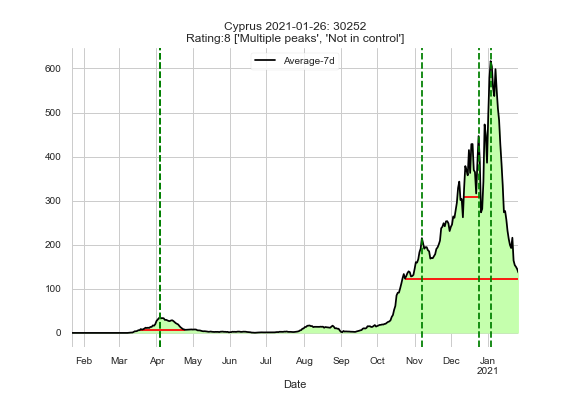 Cyprus 2021-01-26: 30252
Rating:8 ['Multiple peaks', 'Not in control']
Average-7d
600
500
400
300
200
100
0
Feb Mar Apr May Jun Jul Aug Sep Oct Nov Dec Jan
2021
Date